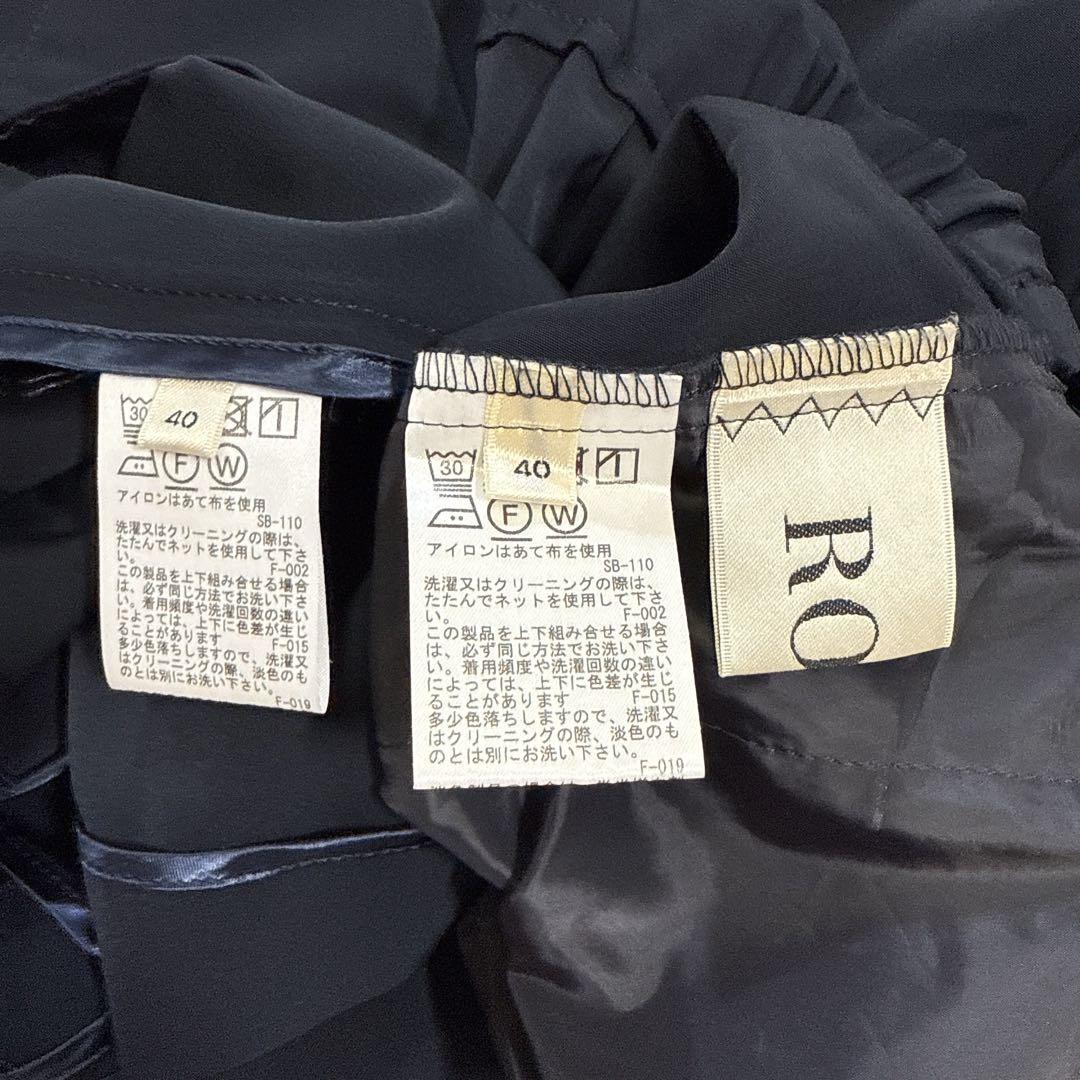 30
40
F W
アイロンはあて布を使用
SB-110
洗濯又はクリーニングの際は、
たたんでネットを使用して下さ
い。
F-002
この製品を上下組み合せる場合
は、必ず同じ方法でお洗い下さ
い。着用頻度や洗濯回数の違い
によっては、上下に色差が生じ
ることがあります
F-015
多少色落ちしますので、洗濯又
はクリーニングの際、淡色のも
のとは別にお洗い下さい。
F-019
30
40
F W
アイロンはあて布を使用
SB-110
洗濯又はクリーニングの際は、
たたんでネットを使用して下さ
い。
F-002
この製品を上下組み合せる場合
は、必ず同じ方法でお洗い下さ
い。着用頻度や洗濯回数の違い
によっては、上下に色差が生じ
ることがあります
F-015
多少色落ちしますので、洗濯又
はクリーニングの際、淡色のも
のとは別にお洗い下さい。
F-019
RO